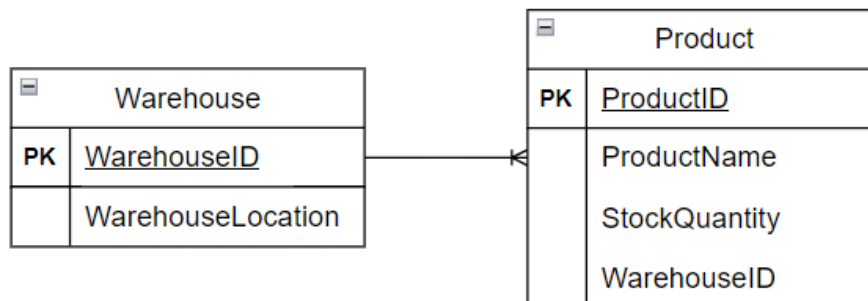 Warehouse
PK WarehouseID
WarehouseLocation
Product
PK ProductID
ProductName
StockQuantity
WarehouseID